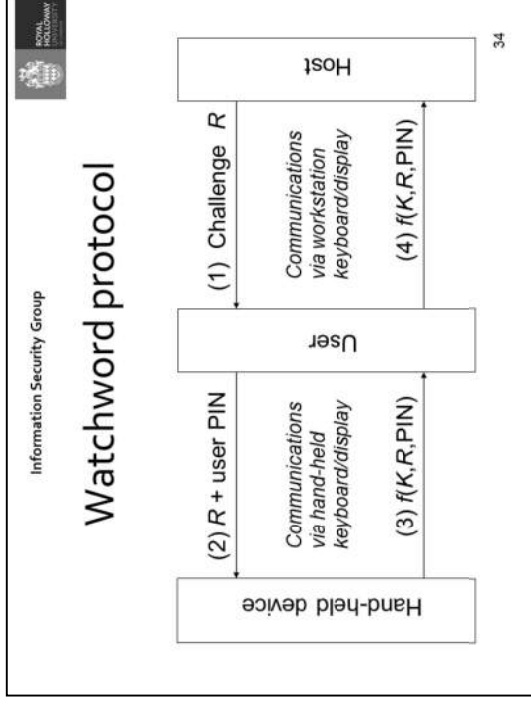 Information Security Group
ROYAL
HOLLOWAY
UNIVERSITY
Watchword protocol
Hand-held device
(2) R + user PIN
Communications
via hand-held
keyboard/display
(3) f(K,R,PIN)
User
(1) Challenge R
Communications
via workstation
keyboard/display
(4) f(K,R,PIN)
Host
34